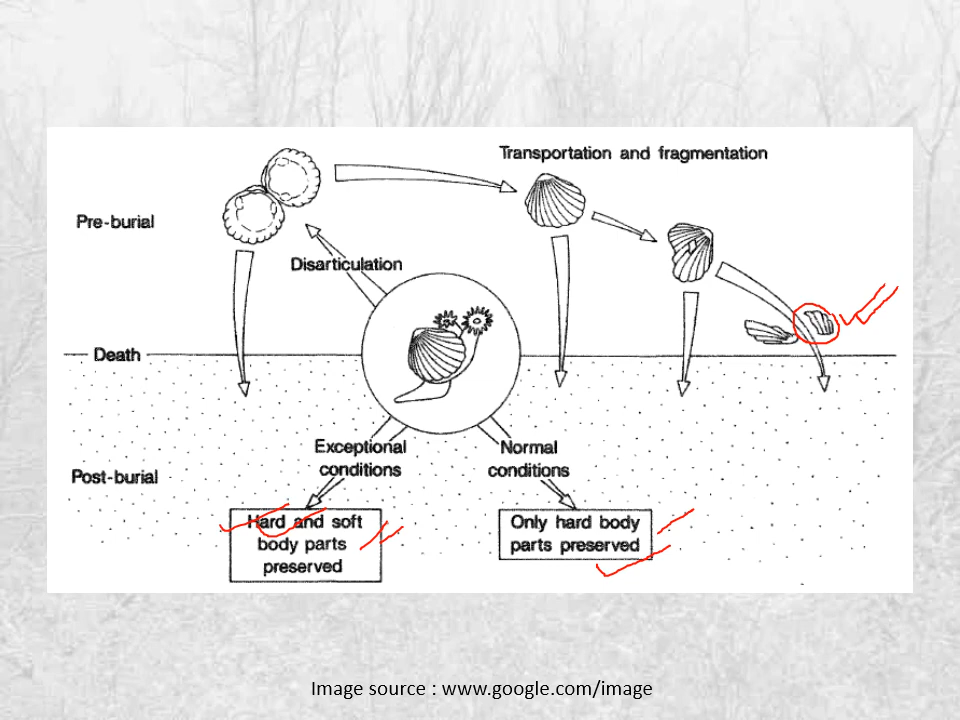 Transportation and fragmentation
Pre-burial
Disarticulation
Death
Exceptional
conditions
Normal
conditions
Post-burial
Hard and soft
body parts
preserved
Only hard body
parts preserved
Image source : www.google.com/image